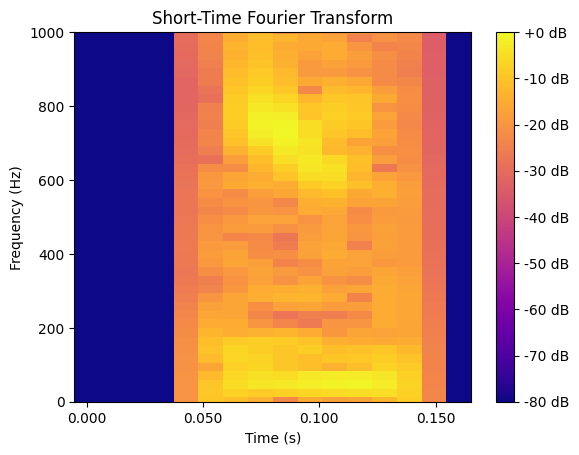 Short-Time Fourier Transform
1000
800
600
400
200
0
Frequency (Hz)
0.000
0.050
0.100
0.150
Time (s)
+0 dB
-10 dB
-20 dB
-30 dB
-40 dB
-50 dB
-60 dB
-70 dB
-80 dB